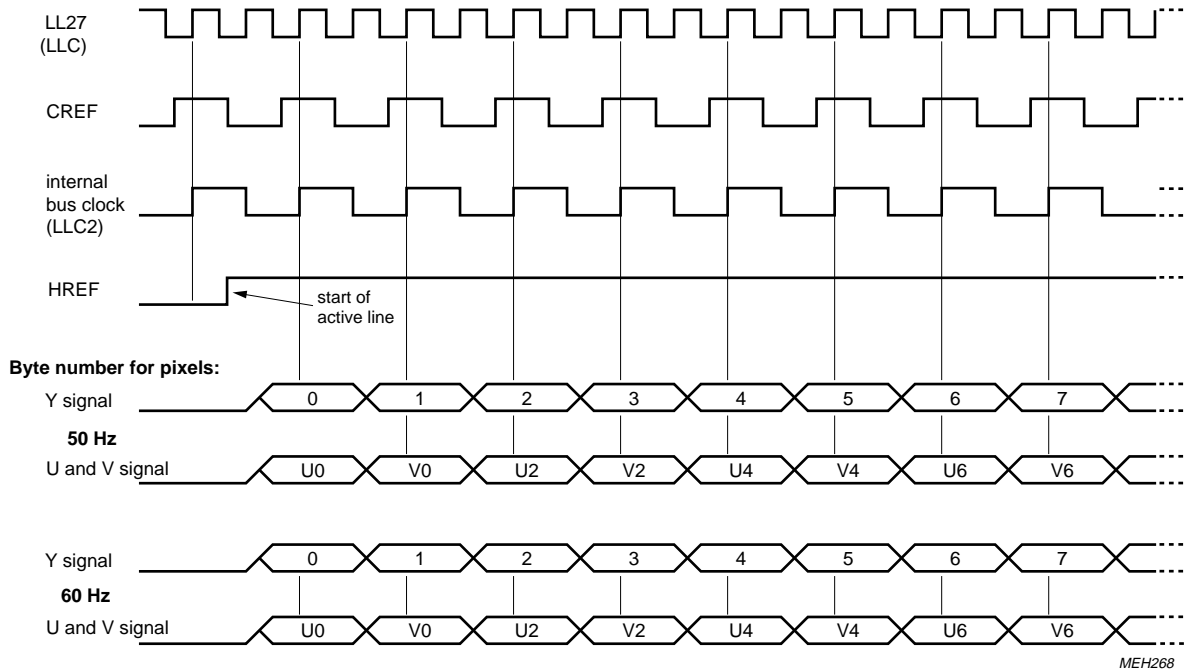 LL27
(LLC)
CREF
internal
bus clock
(LLC2)
HREF
start of
active line
Byte number for pixels:
Y signal
0 1 2 3 4 5 6 7
50 Hz
U and V signal
U0 V0 U2 V2 U4 V4 U6 V6
Y signal
0 1 2 3 4 5 6 7
60 Hz
U and V signal
U0 V0 U2 V2 U4 V4 U6 V6
MEH268